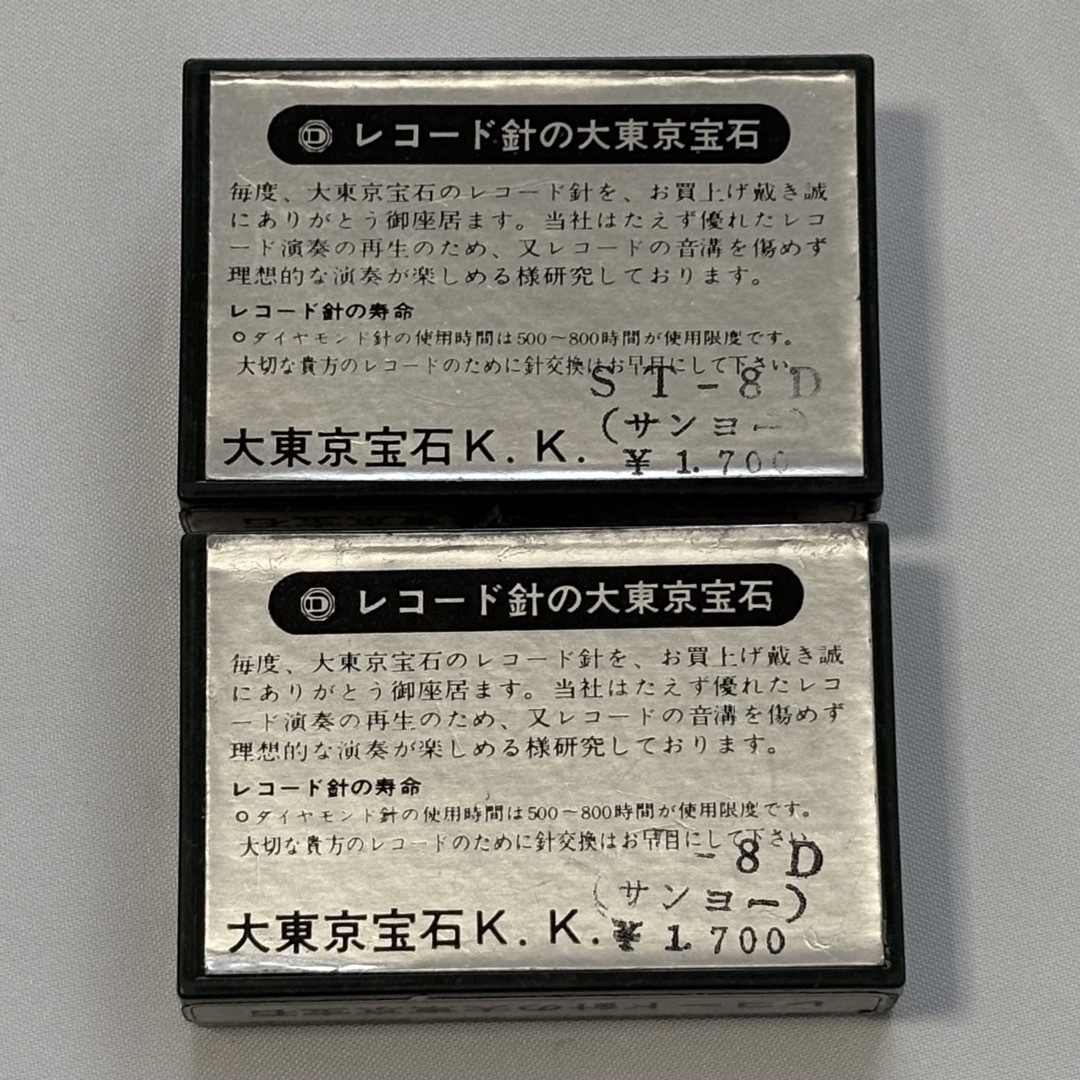 D レコード針の大東京宝石
毎度、大東京宝石のレコード針を、お買上げ戴き誠
にありがとう御座居ます。当社はたえず優れたレコ
ード演奏の再生のため、又レコードの音溝を傷めず
理想的な演奏が楽しめる様研究しております。
レコード針の寿命
○ダイヤモンド針の使用時間は500〜800時間が使用限度です。
大切な貴方のレコードのために針交換はお早目にして下さい。
ST-8D
(サンヨー)
大東京宝石K.K.
¥1.700
D レコード針の大東京宝石
毎度、大東京宝石のレコード針を、お買上げ戴き誠
にありがとう御座居ます。当社はたえず優れたレコ
ード演奏の再生のため、又レコードの音溝を傷めず
理想的な演奏が楽しめる様研究しております。
レコード針の寿命
○ダイヤモンド針の使用時間は500〜800時間が使用限度です。
大切な貴方のレコードのために針交換はお早目にして下さい。
-8D
(サンヨー)
大東京宝石K.K.
¥1.700
レコード針の大東京宝石